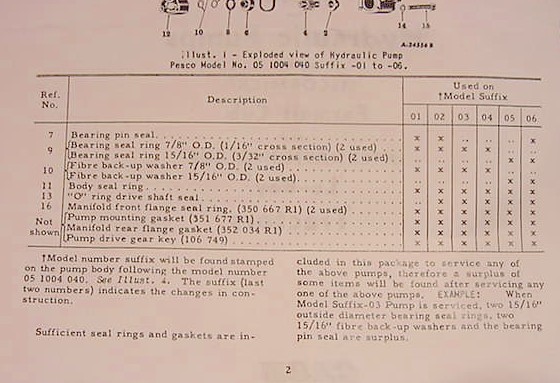 12 10 8 6 4 2 14 15
A-34556 B
Illust. 1 - Exploded view of Hydraulic Pump
Pesco Model No. 05 1004 040 Suffix -01 to -06.
Ref. No. Description Used on †Model Suffix
01 02 03 04 05 06
7 Bearing pin seal. x x .. .. .. ..
9 Bearing seal ring 7/8" O.D. (1/16" cross section) (2 used) x x x x .. ..
Bearing seal ring 15/16" O.D. (3/32" cross section) (2 used) .. .. .. .. x x
10 Fibre back-up washer 7/8" O.D. (2 used) x x x x .. ..
Fibre back-up washer 15/16" O.D. (2 used) .. .. .. .. x x
11 Body seal ring x x x x x x
13 "O" ring drive shaft seal .. x x x x x
16 Manifold front flange seal ring, (350 667 R1) (2 used) x x x x x x
Not shown Pump mounting gasket (351 677 R1) x x x x x x
Manifold rear flange gasket (352 034 R1) x x x x x x
Pump drive gear key (106 749) x x x x x x
†Model number suffix will be found stamped
on the pump body following the model number
05 1004 040. See Illust. 4. The suffix (last
two numbers) indicates the changes in con-
struction.
Sufficient seal rings and gaskets are in-
cluded in this package to service any of
the above pumps, therefore a surplus of
some items will be found after servicing any
one of the above pumps. EXAMPLE: When
Model Suffix-03 Pump is serviced, two 15/16"
outside diameter bearing seal rings, two
15/16" fibre back-up washers and the bearing
pin seal are surplus.
2